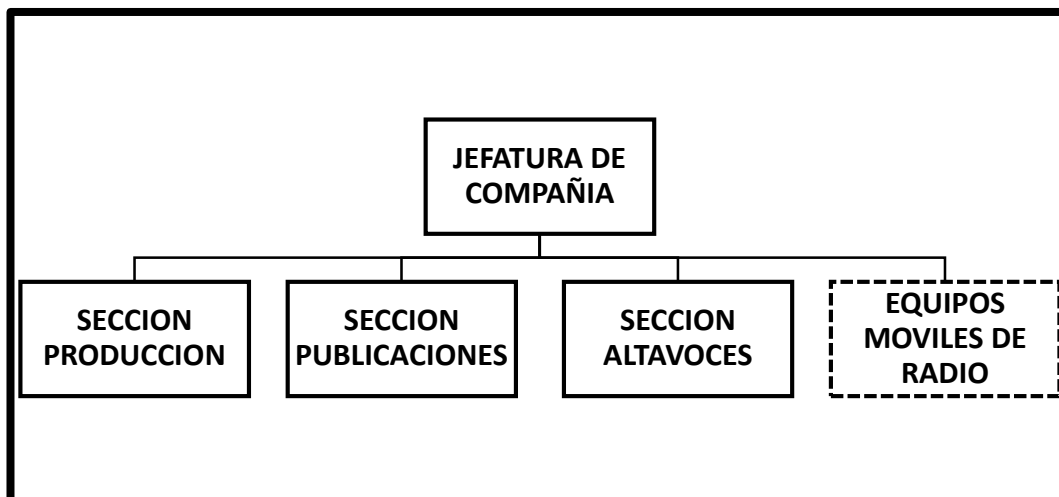 JEFATURA DE
COMPAÑIA
SECCION
PRODUCCION
SECCION
PUBLICACIONES
SECCION
ALTAVOCES
EQUIPOS
MOVILES DE
RADIO